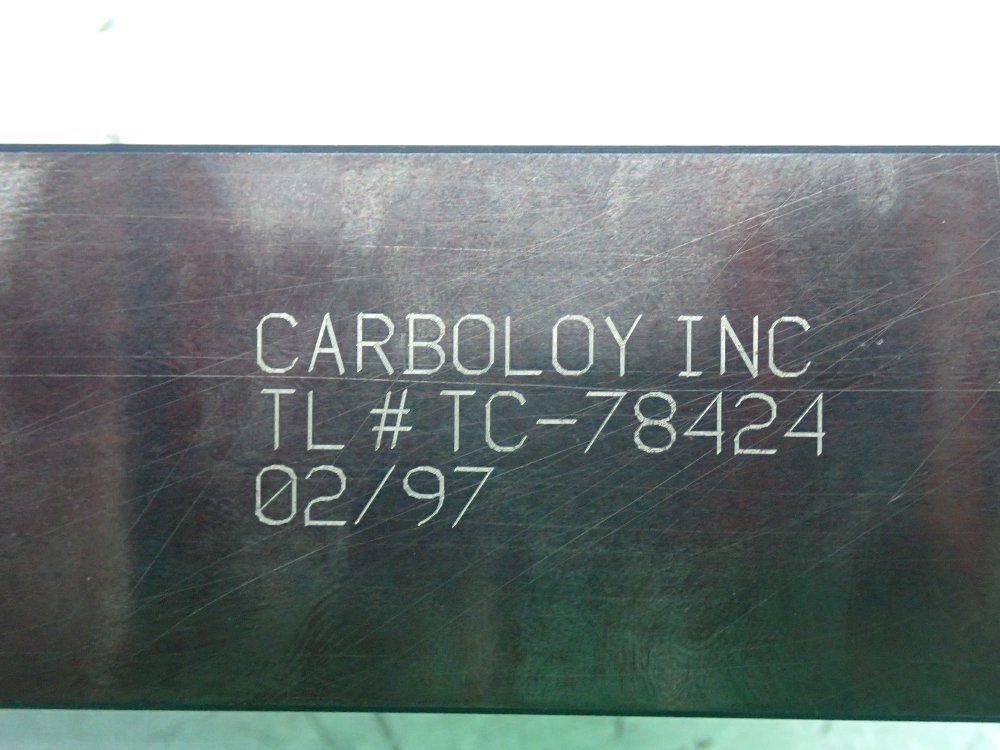 CARBOLOY INC
TL # TC-78424
02/97